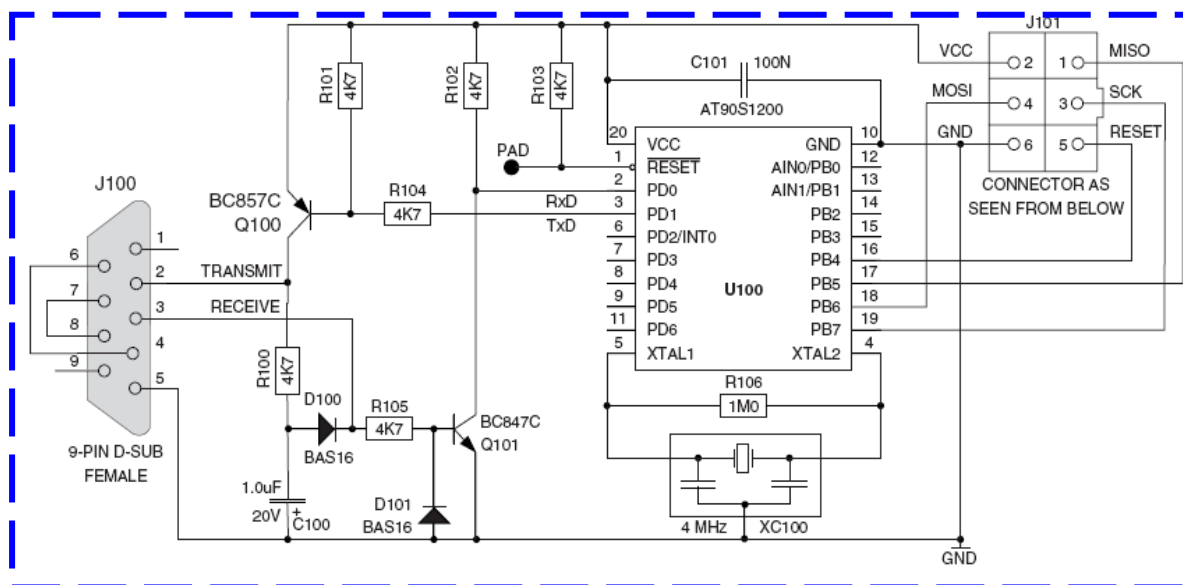 J101
VCC
2
1
MISO
MOSI
4
3
SCK
GND
6
5
RESET
CONNECTOR AS
SEEN FROM BELOW
R101
4K7
R102
4K7
R103
4K7
C101
100N
AT90S1200
PAD
20
VCC
GND
10
1
RESET
AIN0/PB0
12
2
PD0
AIN1/PB1
13
3
PD1
PB2
14
6
PD2/INT0
PB3
15
7
PD3
PB4
16
8
PD4
PB5
17
9
PD5
PB6
18
11
PD6
PB7
19
5
XTAL1
XTAL2
4
U100
RxD
TxD
R104
4K7
BC857C
Q100
J100
1
6
2
7
3
8
4
9
5
TRANSMIT
RECEIVE
9-PIN D-SUB
FEMALE
R100
4K7
D100
BAS16
R105
4K7
BC847C
Q101
1.0uF
20V
+
C100
D101
BAS16
R106
1M0
4 MHz
XC100
GND